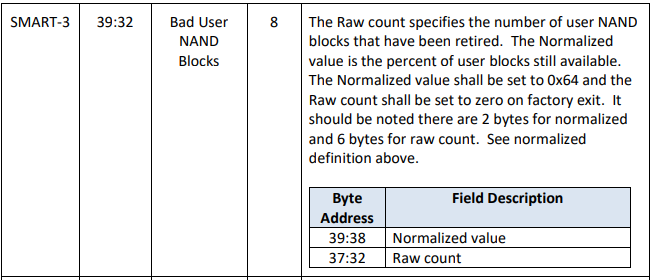 SMART-3 39:32 Bad User 8 The Raw count specifies the number of user NAND
NAND blocks that have been retired. The Normalized
Blocks value is the percent of user blocks still available.
The Normalized value shall be set to 0x64 and the
Raw count shall be set to zero on factory exit. It
should be noted there are 2 bytes for normalized
and 6 bytes for raw count. See normalized
definition above.
Byte Field Description
Address
39:38 Normalized value
37:32 Raw count